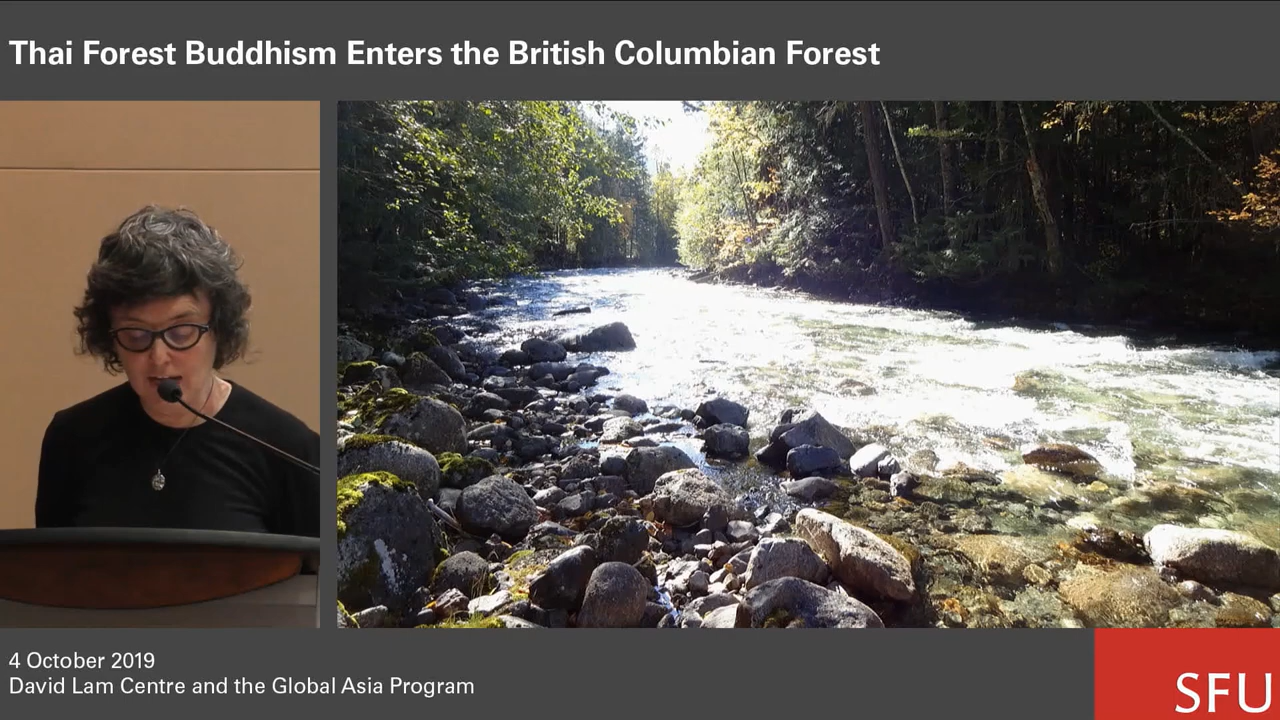 Thai Forest Buddhism Enters the British Columbian Forest
4 October 2019
David Lam Centre and the Global Asia Program
SFU